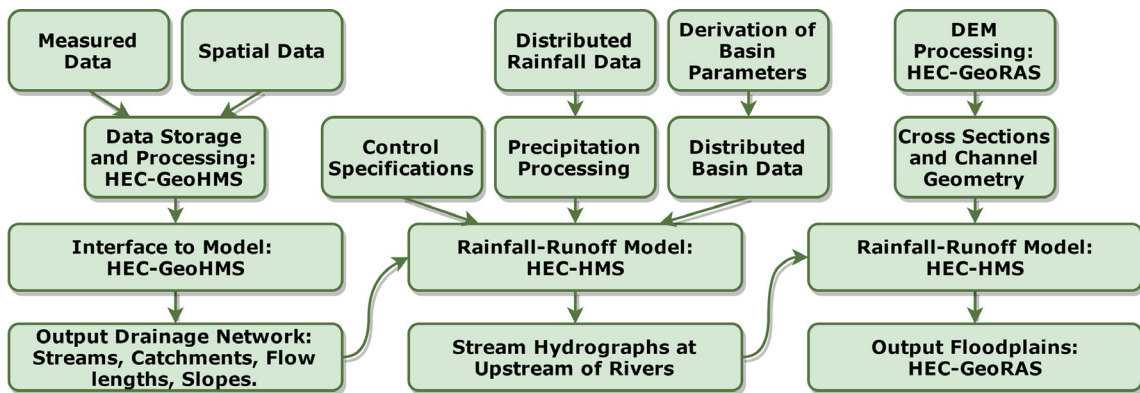 Measured
Data
Spatial Data
Distributed
Rainfall Data
Derivation of
Basin
Parameters
DEM
Processing:
HEC-GeoRAS
Data Storage
and Processing:
HEC-GeoHMS
Control
Specifications
Precipitation
Processing
Distributed
Basin Data
Cross Sections
and Channel
Geometry
Interface to Model:
HEC-GeoHMS
Rainfall-Runoff Model:
HEC-HMS
Rainfall-Runoff Model:
HEC-HMS
Output Drainage Network:
Streams, Catchments, Flow
lengths, Slopes.
Stream Hydrographs at
Upstream of Rivers
Output Floodplains:
HEC-GeoRAS